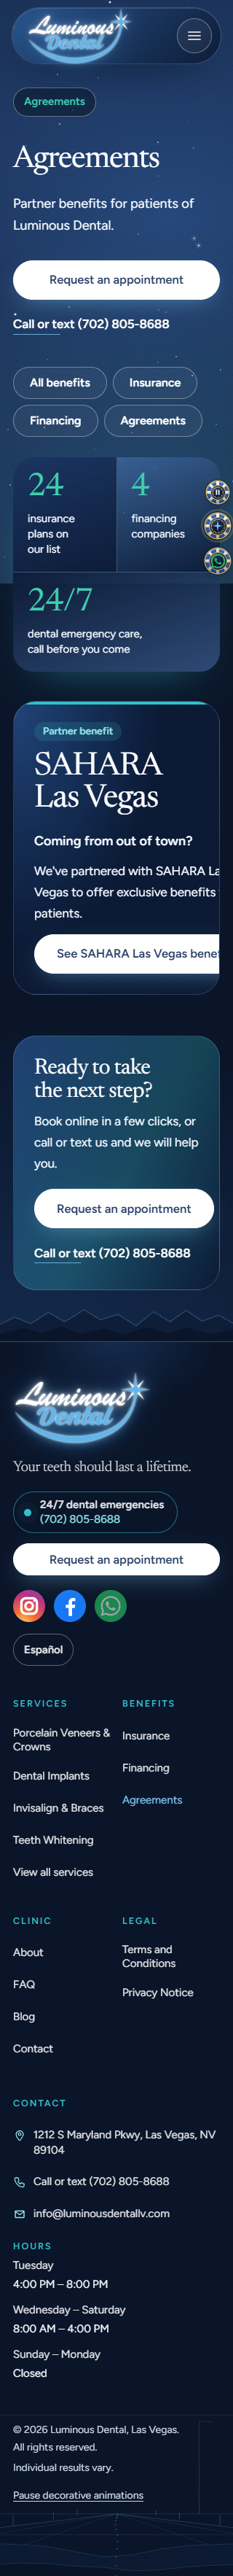 Luminous
Dental
Agreements
Agreements
Partner benefits for patients of
Luminous Dental.
Request an appointment
Call or text (702) 805-8688
All benefits
Insurance
Financing
Agreements
24
insurance
plans on
our list
4
financing
companies
24/7
dental emergency care,
call before you come
Partner benefit
SAHARA
Las Vegas
Coming from out of town?
We've partnered with SAHARA La
Vegas to offer exclusive benefits
patients.
See SAHARA Las Vegas benef
Ready to take
the next step?
Book online in a few clicks, or
call or text us and we will help
you.
Request an appointment
Call or text (702) 805-8688
Luminous
Dental
Your teeth should last a lifetime.
24/7 dental emergencies
(702) 805-8688
Request an appointment
Español
SERVICES
Porcelain Veneers &
Crowns
Dental Implants
Invisalign & Braces
Teeth Whitening
View all services
BENEFITS
Insurance
Financing
Agreements
CLINIC
About
FAQ
Blog
Contact
LEGAL
Terms and
Conditions
Privacy Notice
CONTACT
1212 S Maryland Pkwy, Las Vegas, NV
89104
Call or text (702) 805-8688
info@luminousdentallv.com
HOURS
Tuesday
4:00 PM – 8:00 PM
Wednesday – Saturday
8:00 AM – 4:00 PM
Sunday – Monday
Closed
© 2026 Luminous Dental, Las Vegas.
All rights reserved.
Individual results vary.
Pause decorative animations